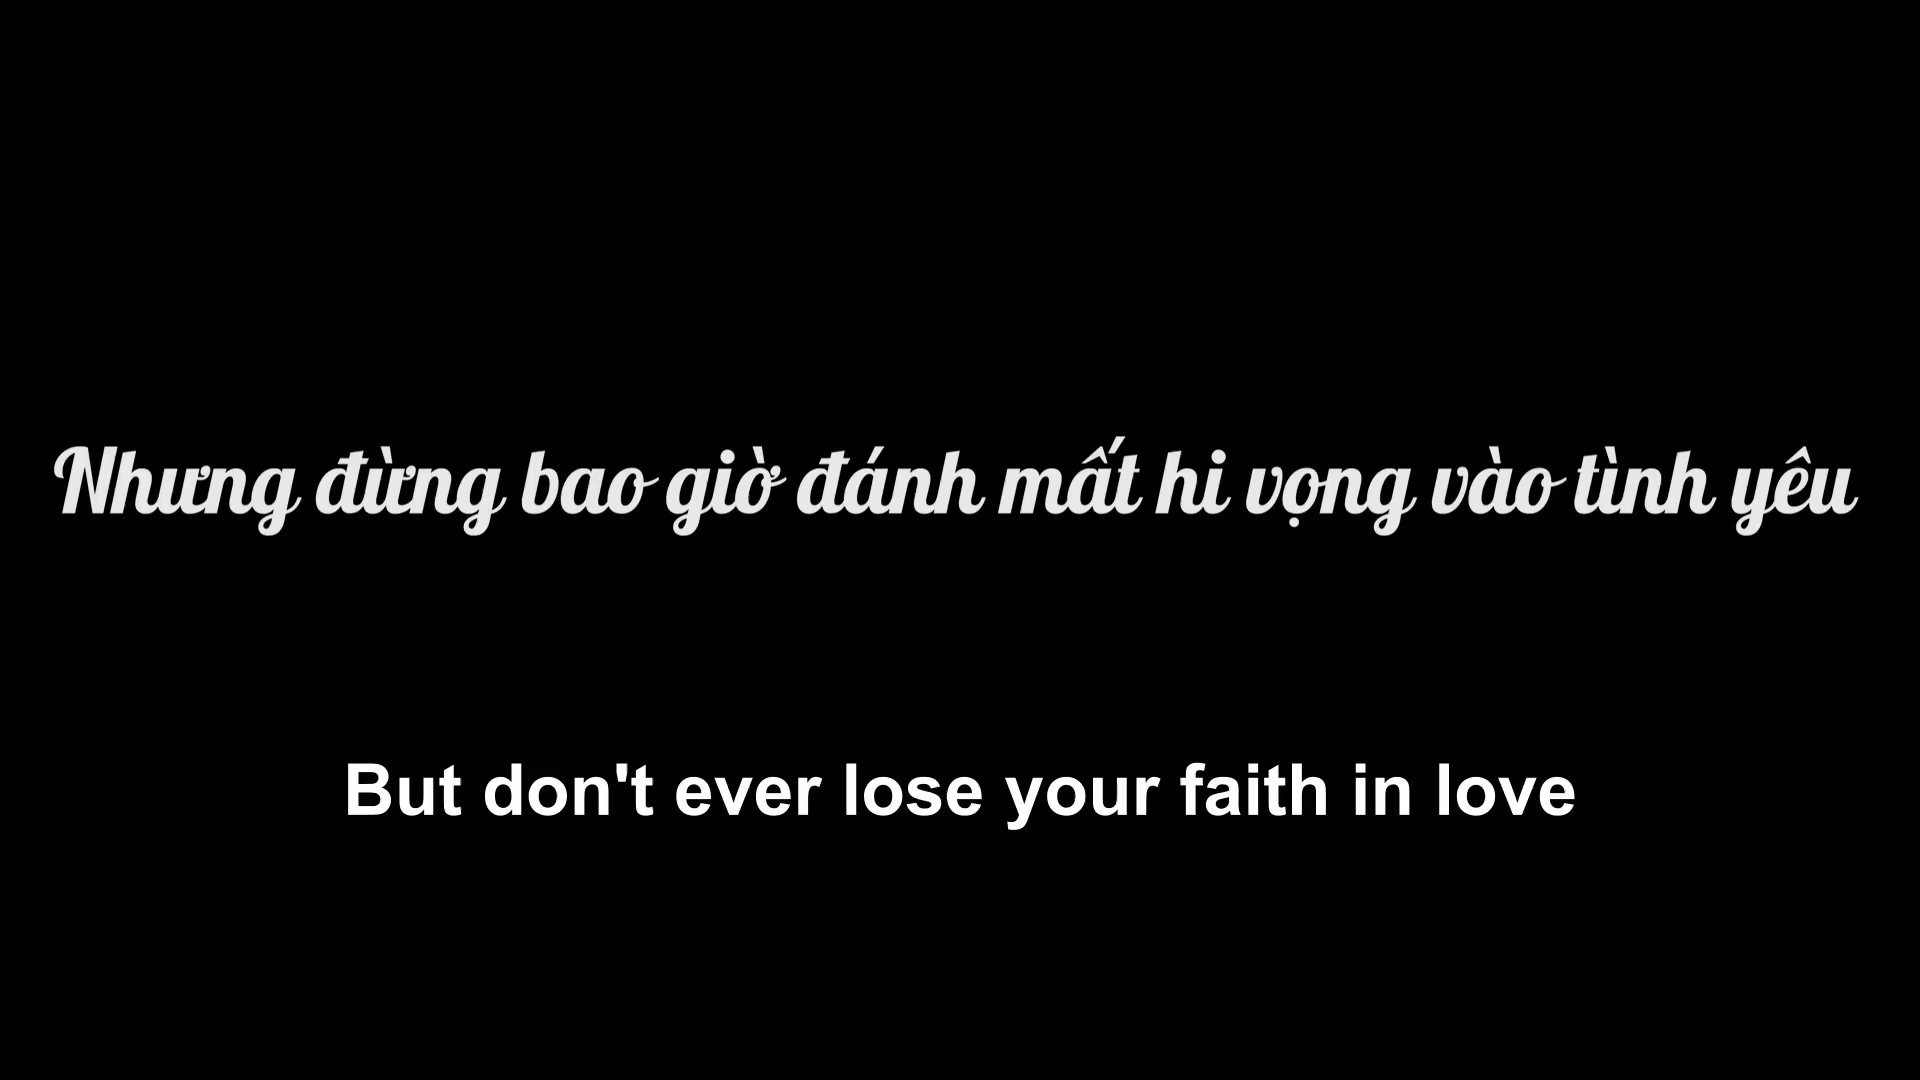 Nhưng đừng bao giờ đánh mất hi vọng vào tình yêu
But don't ever lose your faith in love